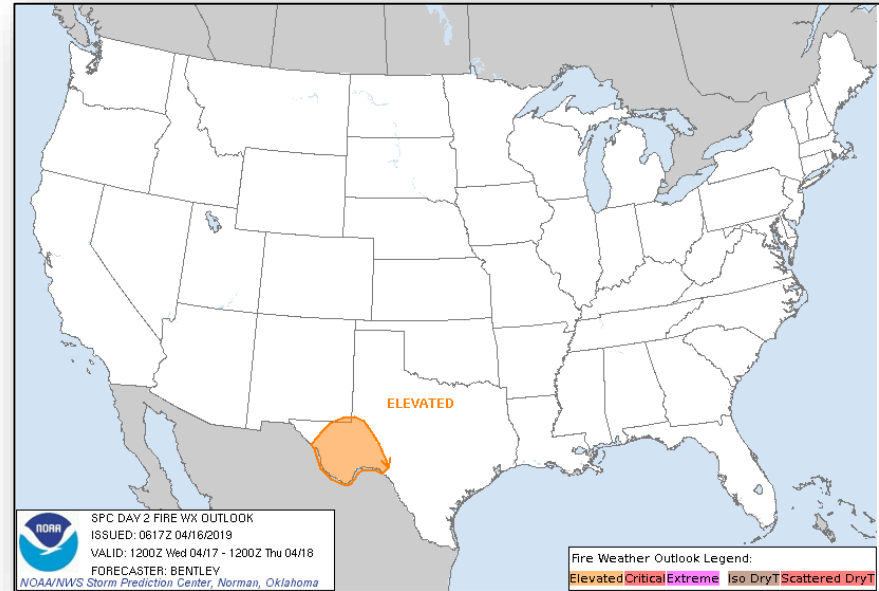 ELEVATED
NOAA
SPC DAY 2 FIRE WX OUTLOOK
ISSUED: 0617Z 04/16/2019
VALID: 1200Z Wed 04/17 - 1200Z Thu 04/18
FORECASTER: BENTLEY
NOAA/NWS Storm Prediction Center, Norman, Oklahoma
Fire Weather Outlook Legend:
Elevated Critical Extreme Iso DryT Scattered DryT